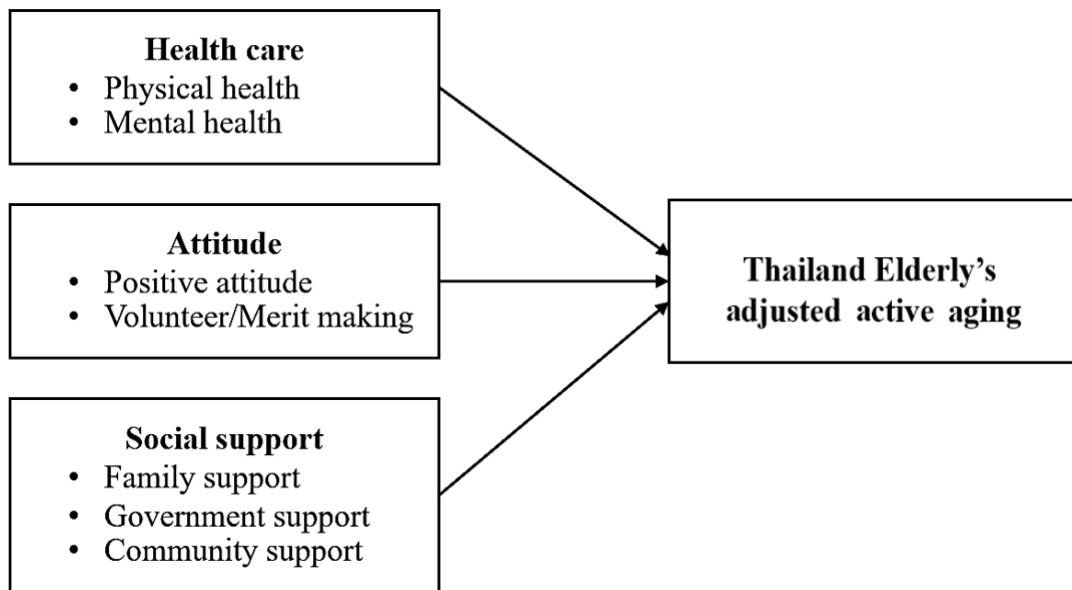 Health care
• Physical health
• Mental health
Attitude
• Positive attitude
• Volunteer/Merit making
Social support
• Family support
• Government support
• Community support
Thailand Elderly’s
adjusted active aging